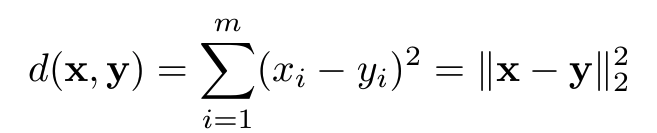 d(𝐱, 𝐲) = ∑_{i=1}^{m} (x_i − y_i)^2 = ‖𝐱 − 𝐲‖_2^2